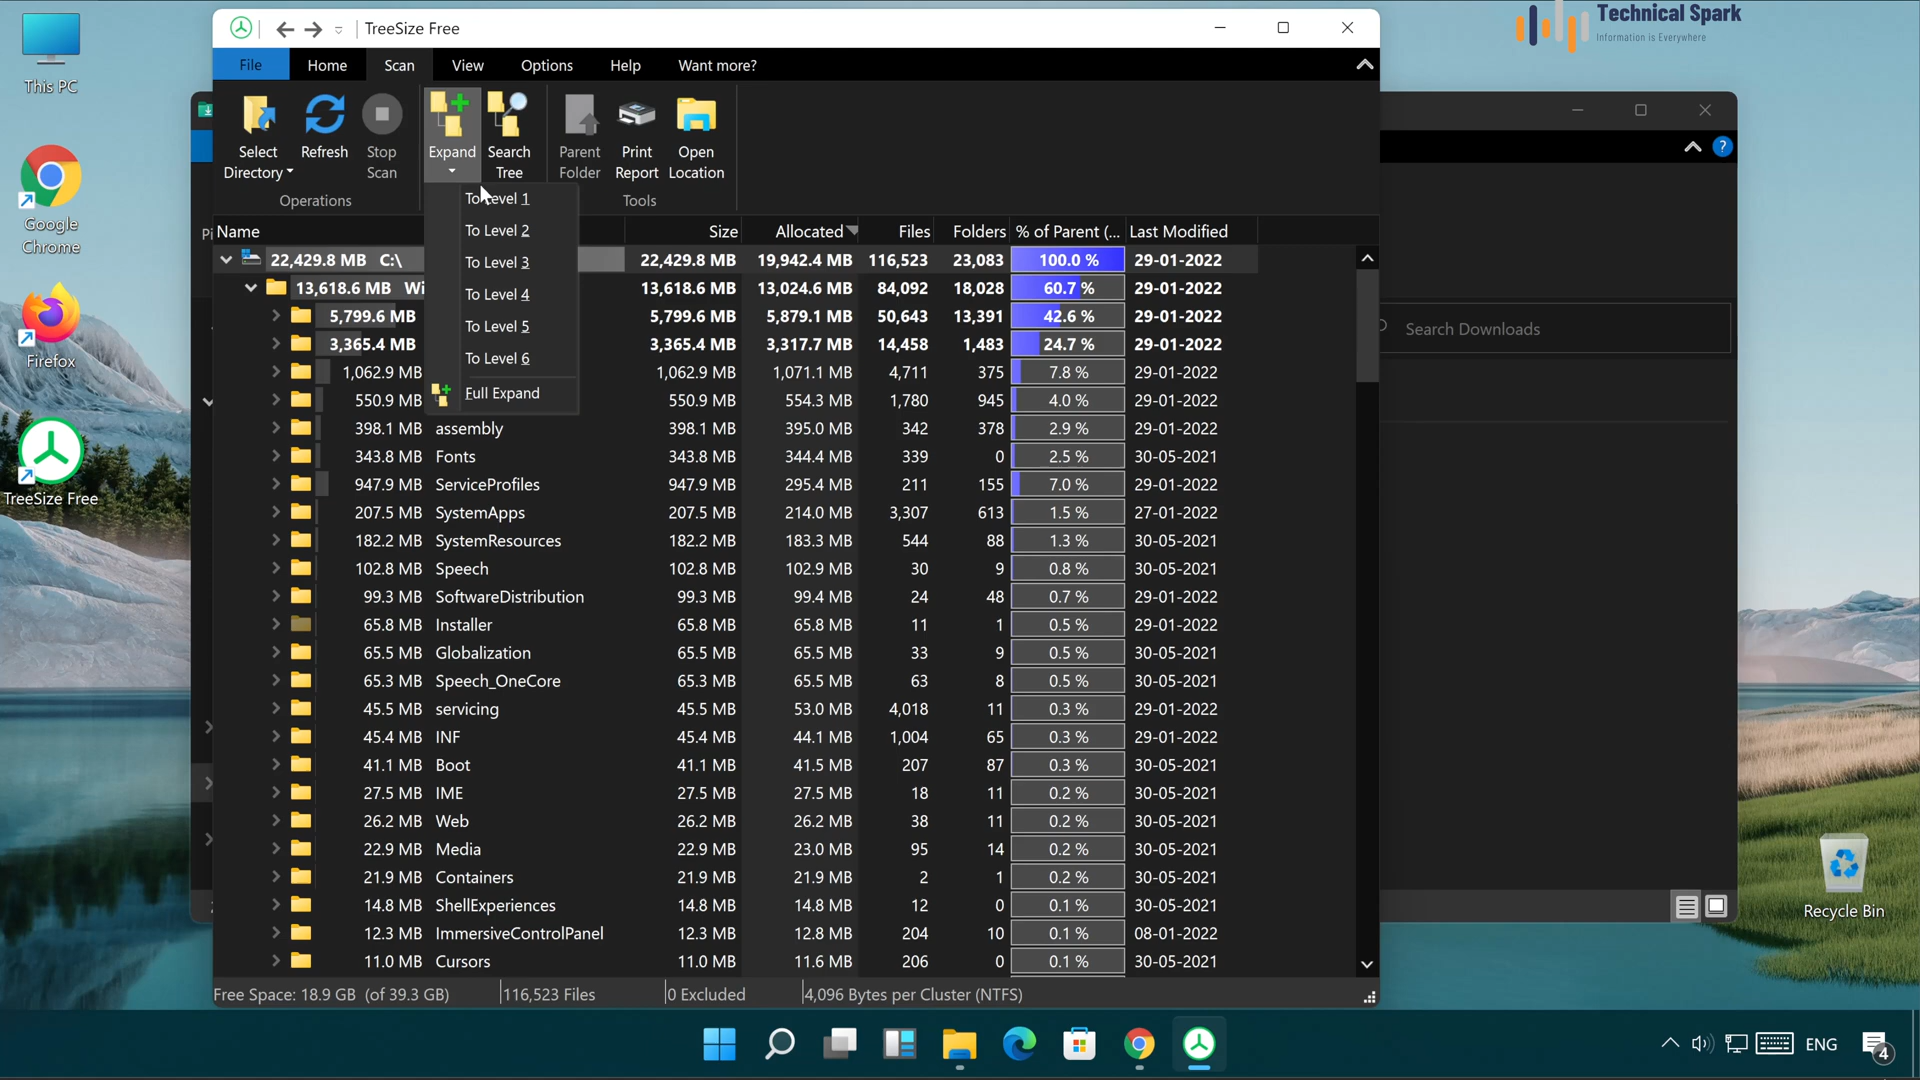 Technical Spark
Information is Everywhere
This PC
Google
Chrome
Firefox
TreeSize Free
Recycle Bin
TreeSize Free
File Home Scan View Options Help Want more?
Select
Directory
Refresh
Stop
Scan
Expand
Search
Tree
Parent
Folder
Print
Report
Open
Location
Operations
Tools
To Level 1
To Level 2
To Level 3
To Level 4
To Level 5
To Level 6
Full Expand
Pi
Search Downloads
?
Name Size Allocated Files Folders % of Parent (... Last Modified
22,429.8 MB C:\ 22,429.8 MB 19,942.4 MB 116,523 23,083 100.0 % 29-01-2022
13,618.6 MB Wi 13,618.6 MB 13,024.6 MB 84,092 18,028 60.7 % 29-01-2022
5,799.6 MB 5,799.6 MB 5,879.1 MB 50,643 13,391 42.6 % 29-01-2022
3,365.4 MB 3,365.4 MB 3,317.7 MB 14,458 1,483 24.7 % 29-01-2022
1,062.9 MB 1,062.9 MB 1,071.1 MB 4,711 375 7.8 % 29-01-2022
550.9 MB 550.9 MB 554.3 MB 1,780 945 4.0 % 29-01-2022
398.1 MB assembly 398.1 MB 395.0 MB 342 378 2.9 % 29-01-2022
343.8 MB Fonts 343.8 MB 344.4 MB 339 0 2.5 % 30-05-2021
947.9 MB ServiceProfiles 947.9 MB 295.4 MB 211 155 7.0 % 29-01-2022
207.5 MB SystemApps 207.5 MB 214.0 MB 3,307 613 1.5 % 27-01-2022
182.2 MB SystemResources 182.2 MB 183.3 MB 544 88 1.3 % 30-05-2021
102.8 MB Speech 102.8 MB 102.9 MB 30 9 0.8 % 30-05-2021
99.3 MB SoftwareDistribution 99.3 MB 99.4 MB 24 48 0.7 % 29-01-2022
65.8 MB Installer 65.8 MB 65.8 MB 11 1 0.5 % 29-01-2022
65.5 MB Globalization 65.5 MB 65.5 MB 33 9 0.5 % 30-05-2021
65.3 MB Speech_OneCore 65.3 MB 65.5 MB 63 8 0.5 % 30-05-2021
45.5 MB servicing 45.5 MB 53.0 MB 4,018 11 0.3 % 29-01-2022
45.4 MB INF 45.4 MB 44.1 MB 1,004 65 0.3 % 29-01-2022
41.1 MB Boot 41.1 MB 41.5 MB 207 87 0.3 % 30-05-2021
27.5 MB IME 27.5 MB 27.5 MB 18 11 0.2 % 30-05-2021
26.2 MB Web 26.2 MB 26.2 MB 38 11 0.2 % 30-05-2021
22.9 MB Media 22.9 MB 23.0 MB 95 14 0.2 % 30-05-2021
21.9 MB Containers 21.9 MB 21.9 MB 2 1 0.2 % 30-05-2021
14.8 MB ShellExperiences 14.8 MB 14.8 MB 12 0 0.1 % 30-05-2021
12.3 MB ImmersiveControlPanel 12.3 MB 12.8 MB 204 10 0.1 % 08-01-2022
11.0 MB Cursors 11.0 MB 11.6 MB 206 0 0.1 % 30-05-2021
Free Space: 18.9 GB (of 39.3 GB) 116,523 Files 0 Excluded 4,096 Bytes per Cluster (NTFS)
ENG
4